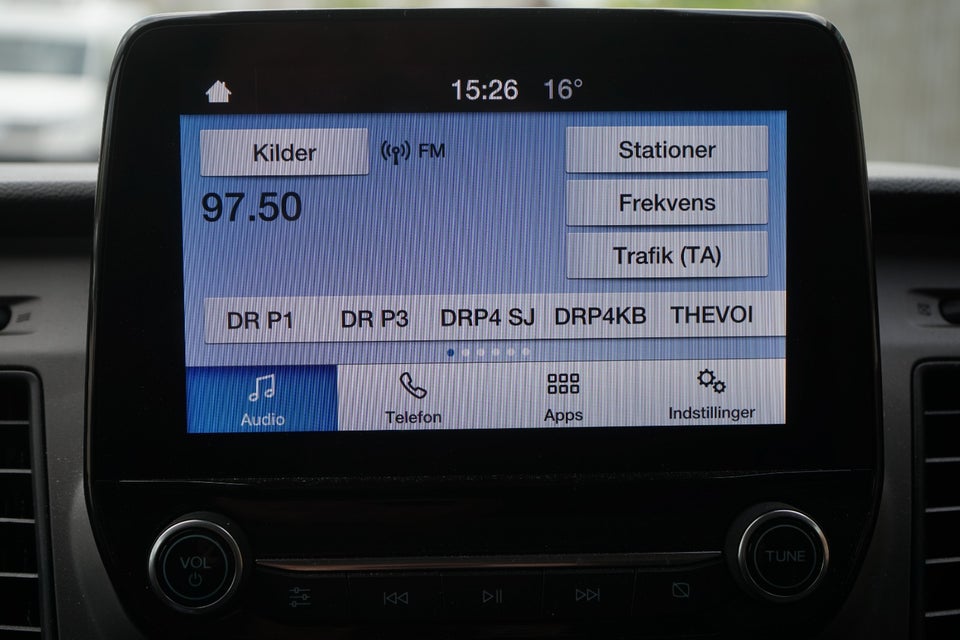 15:26 16°
Kilder FM Stationer
97.50 Frekvens
Trafik (TA)
DR P1 DR P3 DRP4 SJ DRP4KB THEVOI
Audio Telefon Apps Indstillinger
VOL TUNE